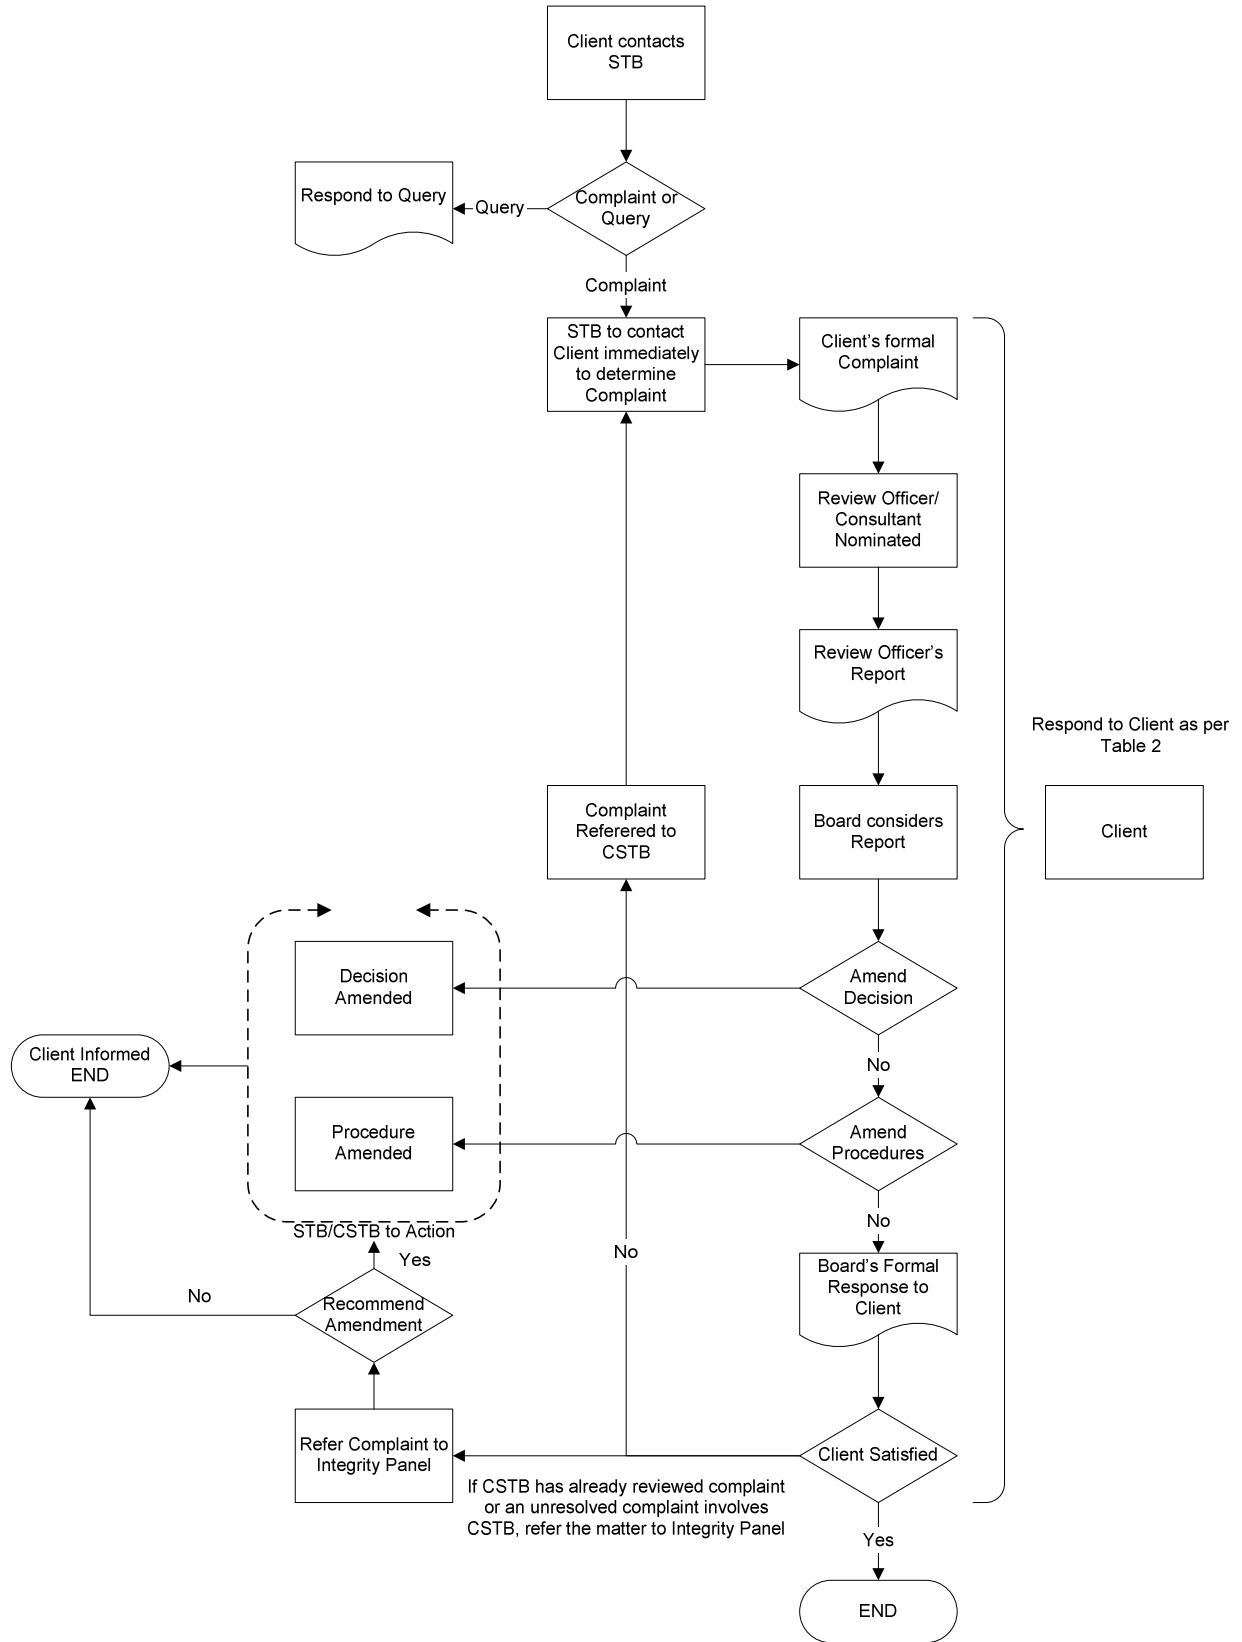 Client contacts
STB
Respond to Query
Query
Complaint or
Query
Complaint
STB to contact
Client immediately
to determine
Complaint
Client’s formal
Complaint
Review Officer/
Consultant
Nominated
Review Officer’s
Report
Respond to Client as per
Table 2
Complaint
Referered to
CSTB
Board considers
Report
Client
Decision
Amended
Amend
Decision
Client Informed
END
No
Procedure
Amended
Amend
Procedures
No
STB/CSTB to Action
Yes
No
Board’s Formal
Response to
Client
No
Recommend
Amendment
Refer Complaint to
Integrity Panel
Client Satisfied
If CSTB has already reviewed complaint
or an unresolved complaint involves
CSTB, refer the matter to Integrity Panel
Yes
END